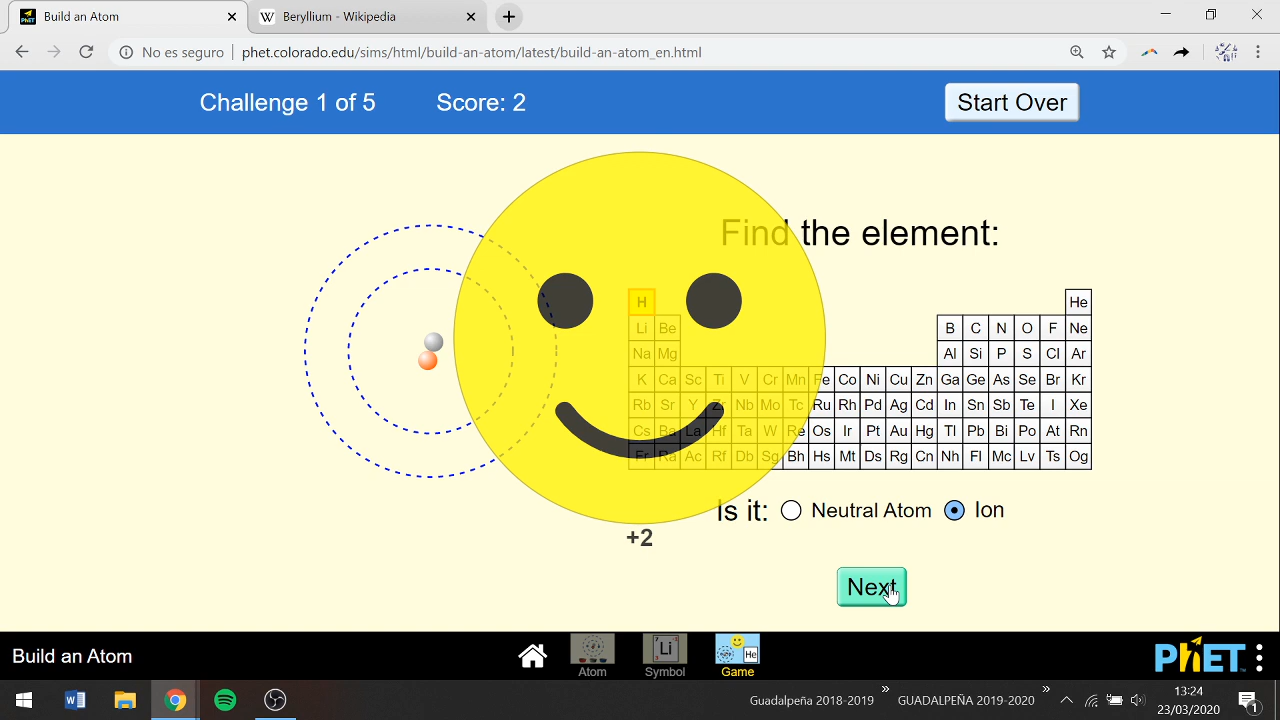 Build an Atom
Beryllium - Wikipedia
No es seguro
phet.colorado.edu/sims/html/build-an-atom/latest/build-an-atom_en.html
Challenge 1 of 5 Score: 2 Start Over
Find the element:
H He
Li Be B C N O F Ne
Na Mg Al Si P S Cl Ar
K Ca Sc Ti V Cr Mn Fe Co Ni Cu Zn Ga Ge As Se Br Kr
Rb Sr Y Zr Nb Mo Tc Ru Rh Pd Ag Cd In Sn Sb Te I Xe
Cs Ba La Hf Ta W Re Os Ir Pt Au Hg Tl Pb Bi Po At Rn
Fr Ra Ac Rf Db Sg Bh Hs Mt Ds Rg Cn Nh Fl Mc Lv Ts Og
Is it: Neutral Atom Ion
+2
Next
Build an Atom
Atom
7 Li
Symbol
He
Game
PhET
Guadalpeña 2018-2019 »
GUADALPEÑA 2019-2020 »
13:24
23/03/2020
1